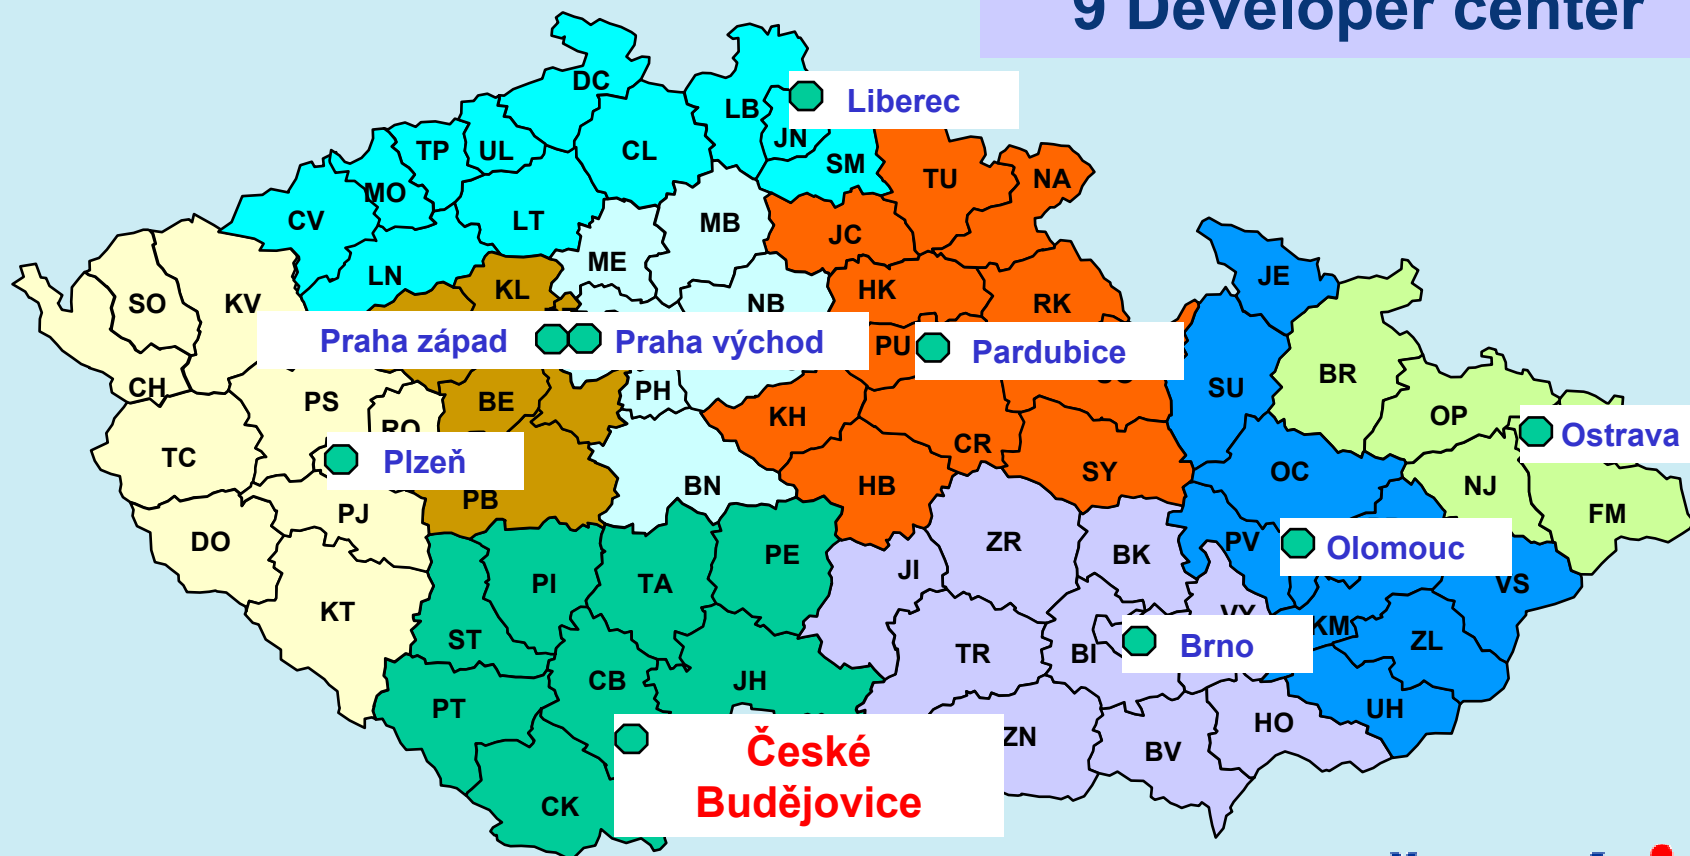 9 Developer center
DC
LB
Liberec
TP
UL
CL
JN
SM
MO
TU
NA
CV
LT
MB
JC
ME
LN
JE
SO
KV
KL
NB
HK
RK
Praha západ
Praha východ
PU
Pardubice
BR
CH
PS
BE
PH
SU
OP
KH
RO
TC
Plzeň
CR
Ostrava
PB
BN
HB
SY
OC
NJ
PJ
FM
DO
PE
ZR
BK
PV
Olomouc
PI
TA
JI
VS
KT
ST
VY
KM
ZL
CB
JH
TR
BI
Brno
PT
UH
České
Budějovice
ZN
BV
HO
CK